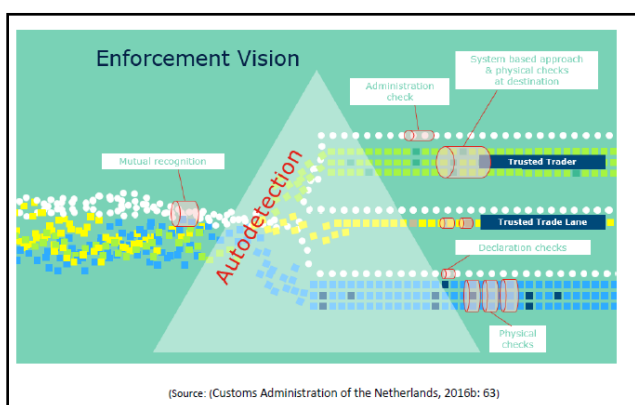 Enforcement Vision
System based approach
& physical checks
at destination
Administration
check
Mutual recognition
Autodetection
Trusted Trader
Trusted Trade Lane
Declaration checks
Physical
checks
(Source: (Customs Administration of the Netherlands, 2016b: 63)